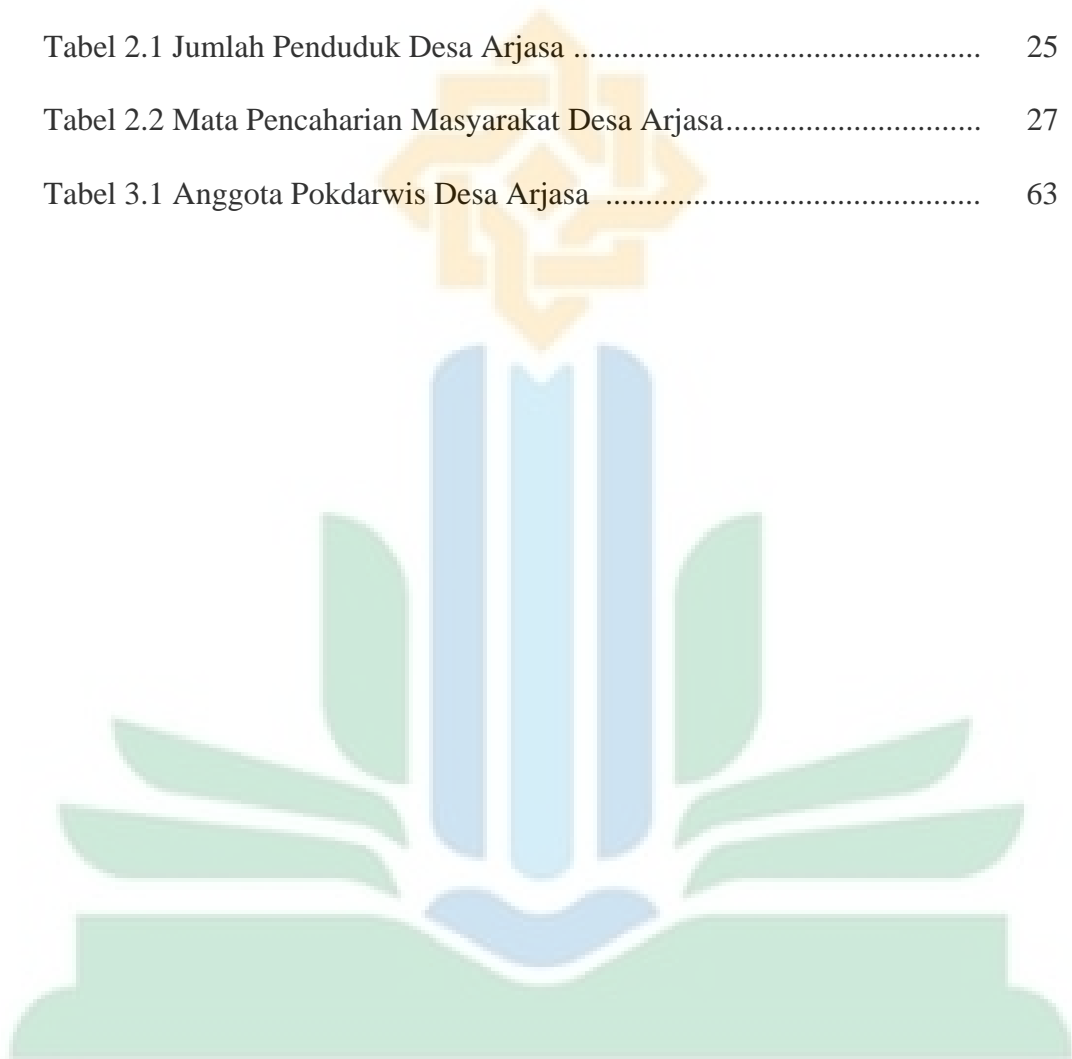 Tabel 2.1 Jumlah Penduduk Desa Arjasa ................................................... 25
Tabel 2.2 Mata Pencaharian Masyarakat Desa Arjasa................................ 27
Tabel 3.1 Anggota Pokdarwis Desa Arjasa ............................................... 63